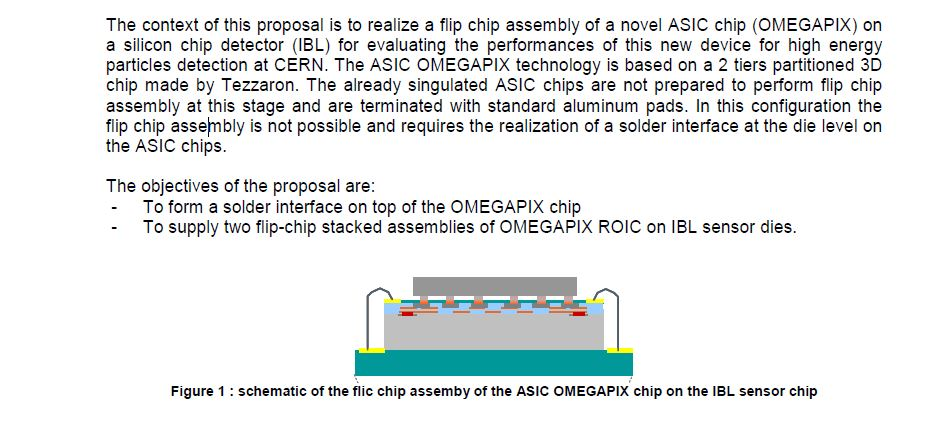 The context of this proposal is to realize a flip chip assembly of a novel ASIC chip (OMEGAPIX) on
a silicon chip detector (IBL) for evaluating the performances of this new device for high energy
particles detection at CERN. The ASIC OMEGAPIX technology is based on a 2 tiers partitioned 3D
chip made by Tezzaron. The already singulated ASIC chips are not prepared to perform flip chip
assembly at this stage and are terminated with standard aluminum pads. In this configuration the
flip chip assembly is not possible and requires the realization of a solder interface at the die level on
the ASIC chips.
The objectives of the proposal are:
- To form a solder interface on top of the OMEGAPIX chip
- To supply two flip-chip stacked assemblies of OMEGAPIX ROIC on IBL sensor dies.
Figure 1 : schematic of the flic chip assemby of the ASIC OMEGAPIX chip on the IBL sensor chip